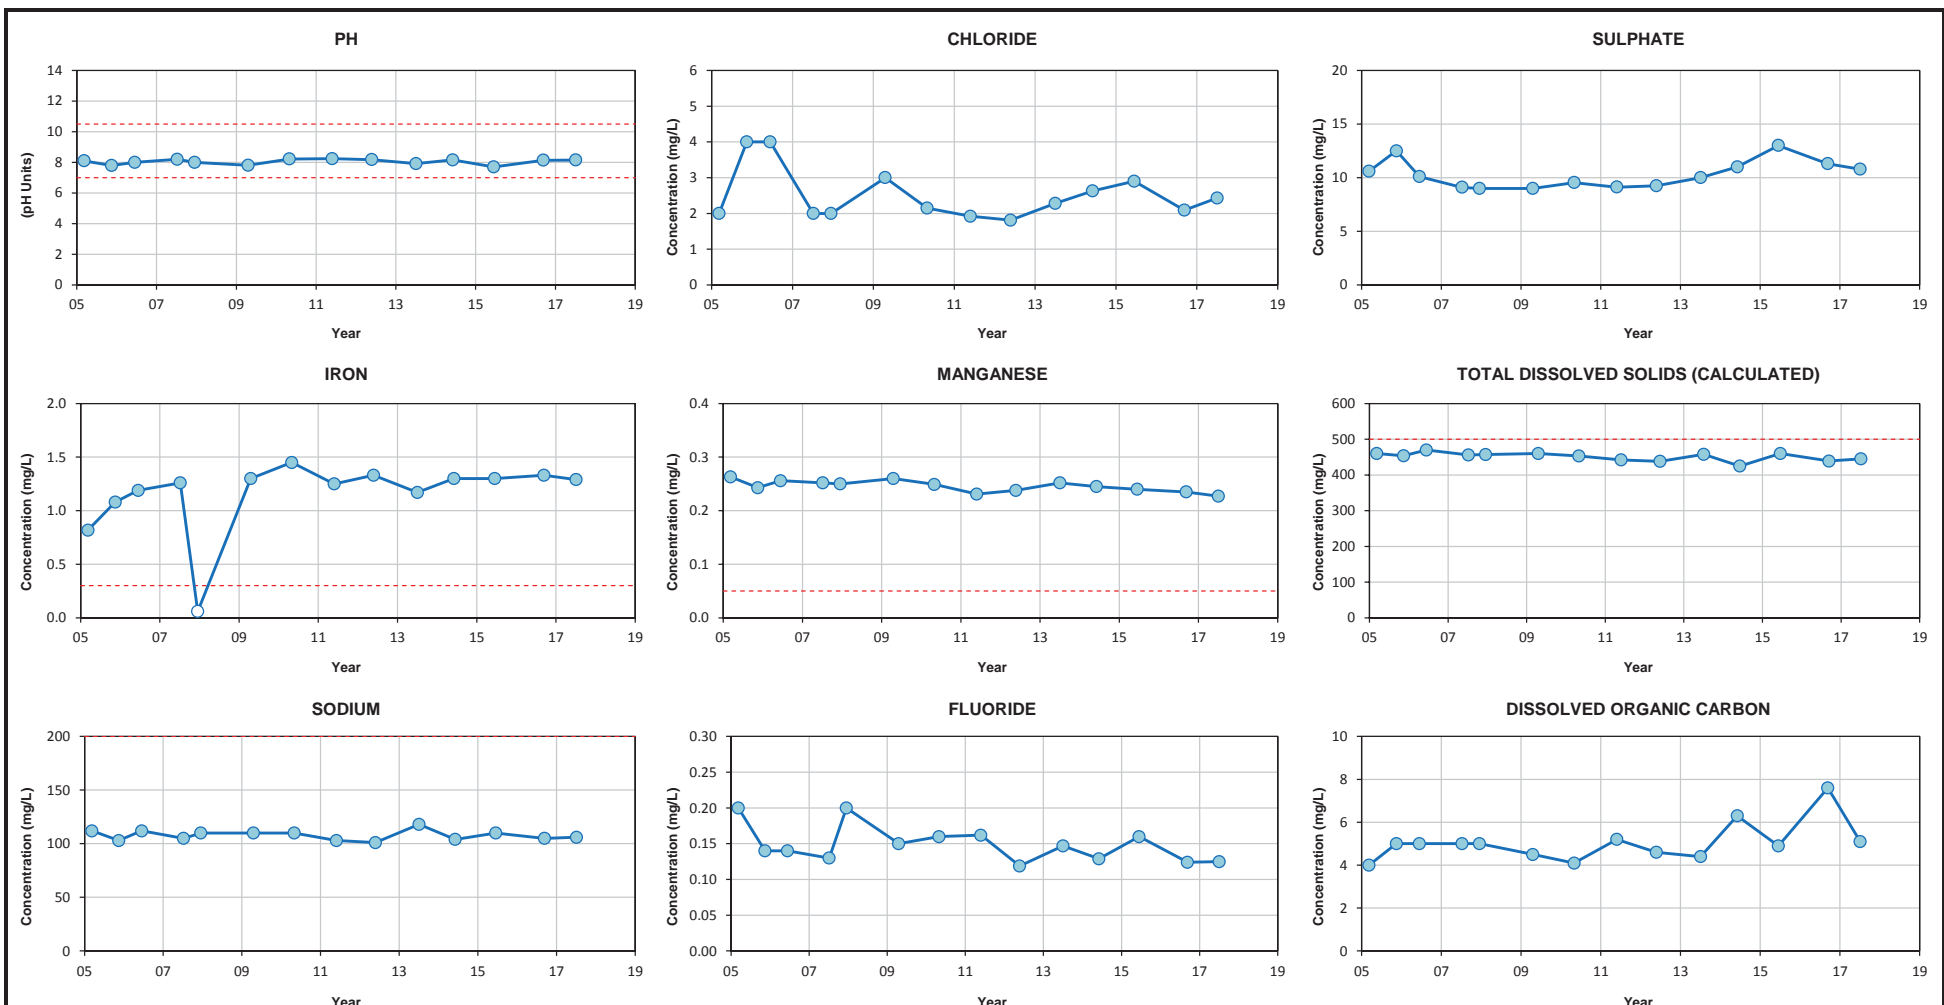 PH
CHLORIDE
SULPHATE
14
12
10
8
6
4
2
0
(pH Units)
05 07 09 11 13 15 17 19
Year
6
5
4
3
2
1
0
Concentration (mg/L)
05 07 09 11 13 15 17 19
Year
20
15
10
5
0
Concentration (mg/L)
05 07 09 11 13 15 17 19
Year
IRON
MANGANESE
TOTAL DISSOLVED SOLIDS (CALCULATED)
2.0
1.5
1.0
0.5
0.0
Concentration (mg/L)
05 07 09 11 13 15 17 19
Year
0.4
0.3
0.2
0.1
0.0
Concentration (mg/L)
05 07 09 11 13 15 17 19
Year
600
500
400
300
200
100
0
Concentration (mg/L)
05 07 09 11 13 15 17 19
Year
SODIUM
FLUORIDE
DISSOLVED ORGANIC CARBON
200
150
100
50
0
Concentration (mg/L)
05 07 09 11 13 15 17 19
Year
0.30
0.25
0.20
0.15
0.10
0.05
0.00
Concentration (mg/L)
05 07 09 11 13 15 17 19
Year
10
8
6
4
2
0
Concentration (mg/L)
05 07 09 11 13 15 17 19
Year